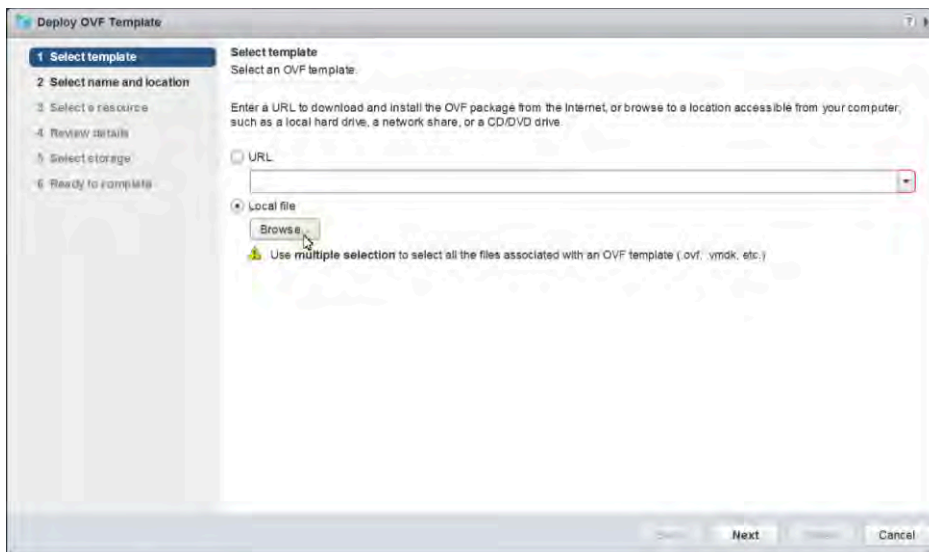 Deploy OVF Template
?
1 Select template
2 Select name and location
3 Select a resource
4 Review details
5 Select storage
6 Ready to complete
Select template
Select an OVF template.
Enter a URL to download and install the OVF package from the Internet, or browse to a location accessible from your computer,
such as a local hard drive, a network share, or a CD/DVD drive.
URL
Local file
Browse...
Use multiple selection to select all the files associated with an OVF template (.ovf, .vmdk, etc.)
Next
Cancel